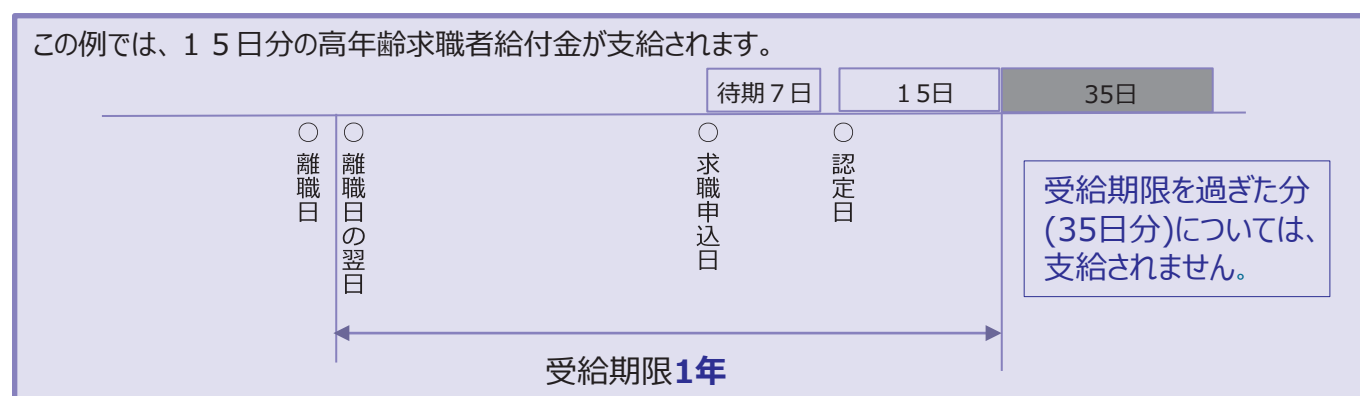 この例では、１５日分の高年齢求職者給付金が支給されます。
待期７日
１5日
35日
○離職日
○離職日の翌日
○求職申込日
○認定日
受給期限を過ぎた分
(35日分)については、
支給されません。
受給期限1年